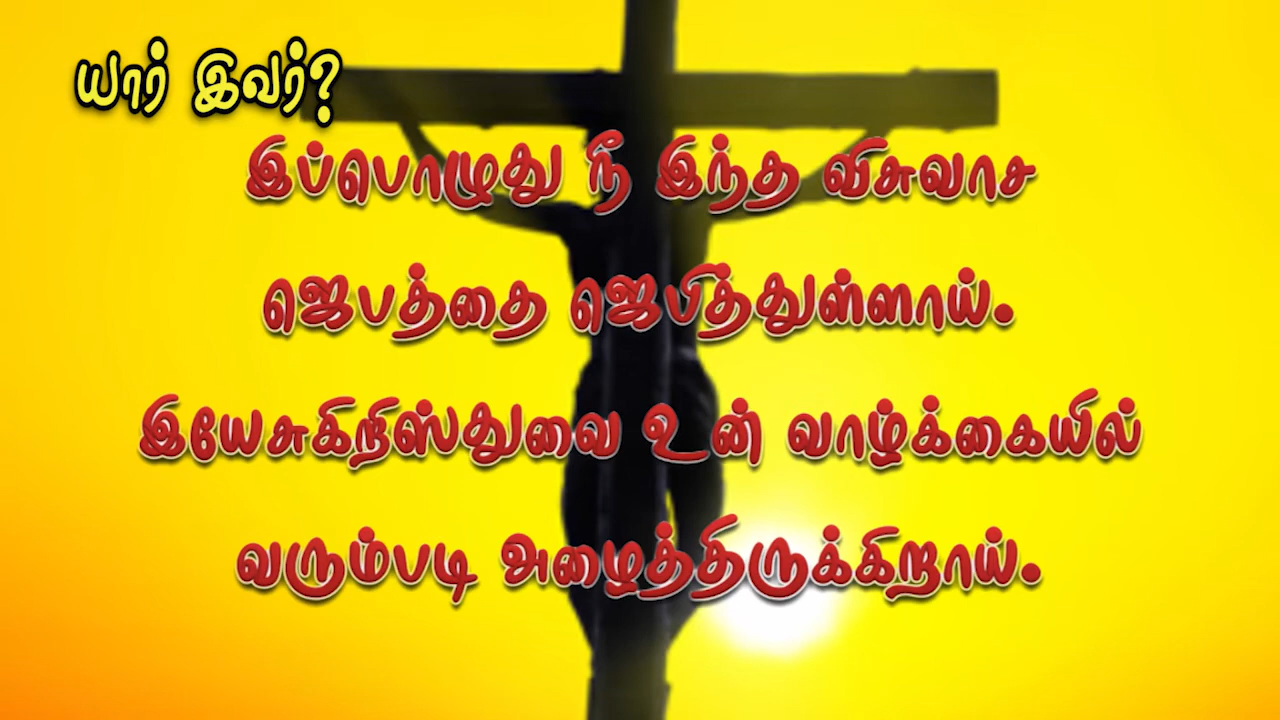 யார் இவர்?
இப்பொழுது நீ இந்த விசுவாச
ஜெபத்தை ஜெபித்துள்ளாய்.
இயேசுகிறிஸ்துவை உன் வாழ்க்கையில்
வரும்படி அழைத்திருக்கிறாய்.